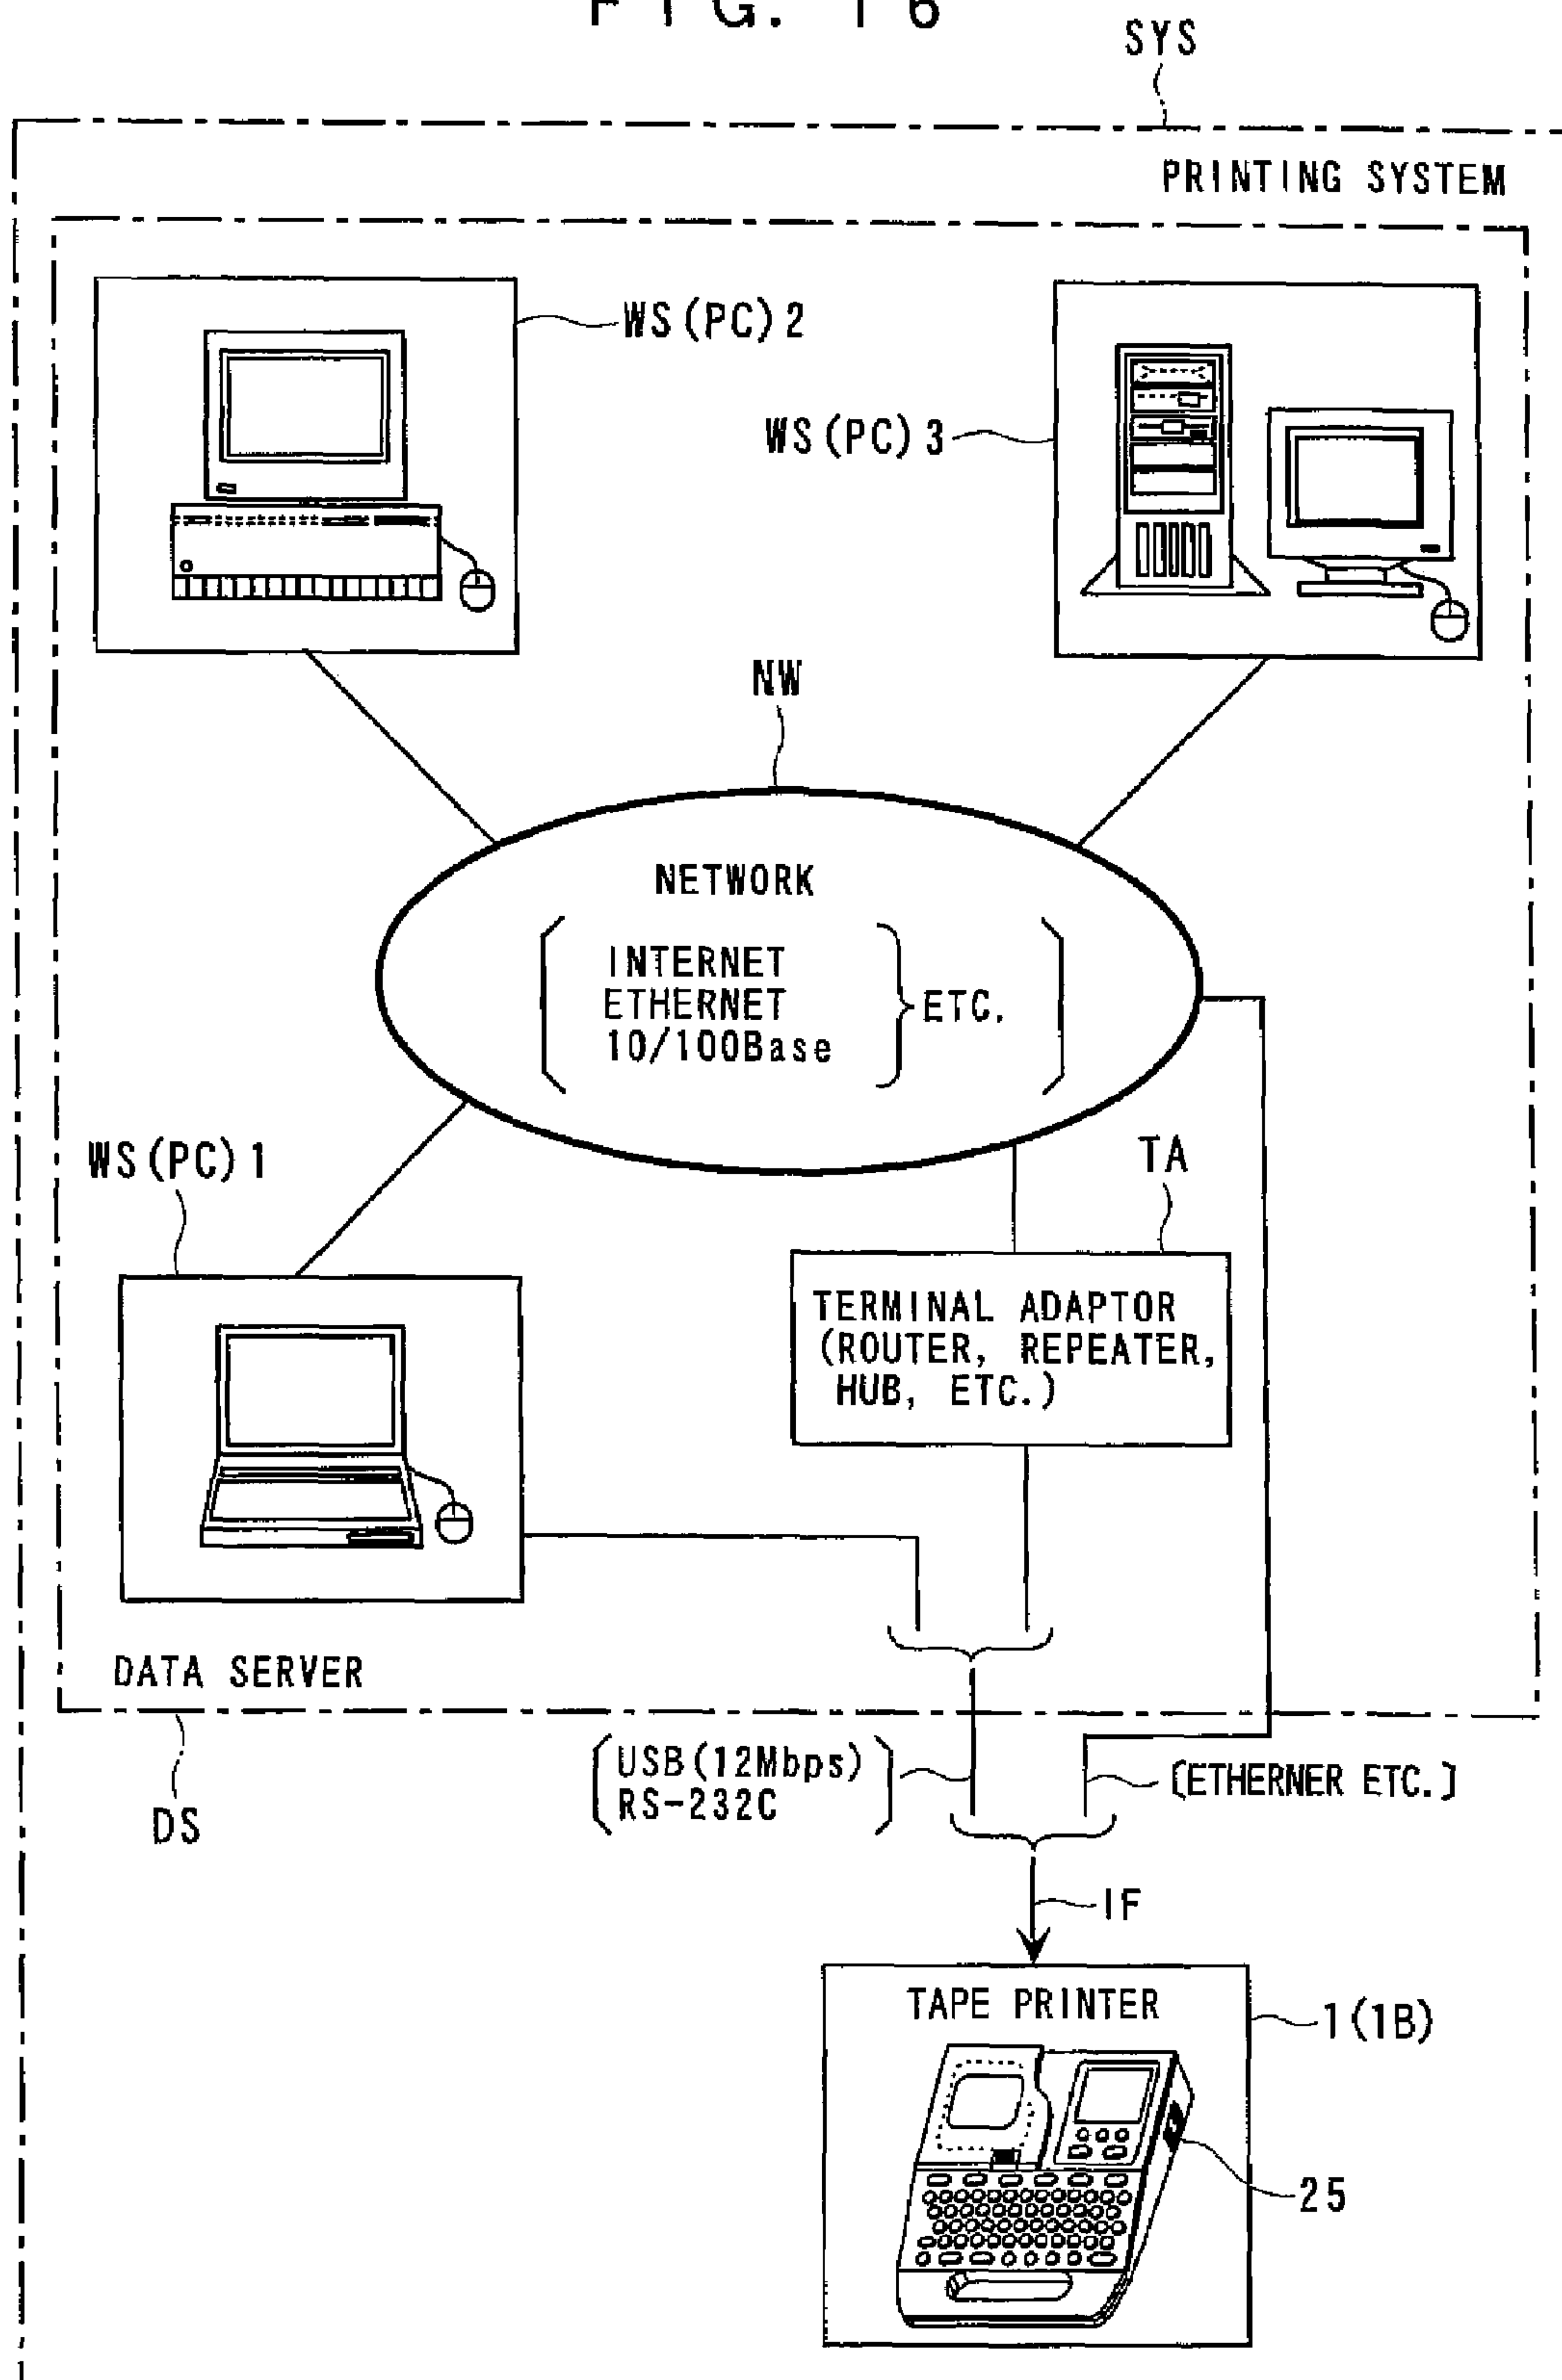 FIG. 16
SYS
PRINTING SYSTEM
WS(PC)2
WS(PC)3
NW
NETWORK
INTERNET
ETHERNET
10/100Base
ETC.
WS(PC)1
TA
TERMINAL ADAPTOR
(ROUTER, REPEATER,
HUB, ETC.)
DATA SERVER
DS
USB(12Mbps)
RS-232C
[ETHERNER ETC.]
IF
TAPE PRINTER
1(1B)
25